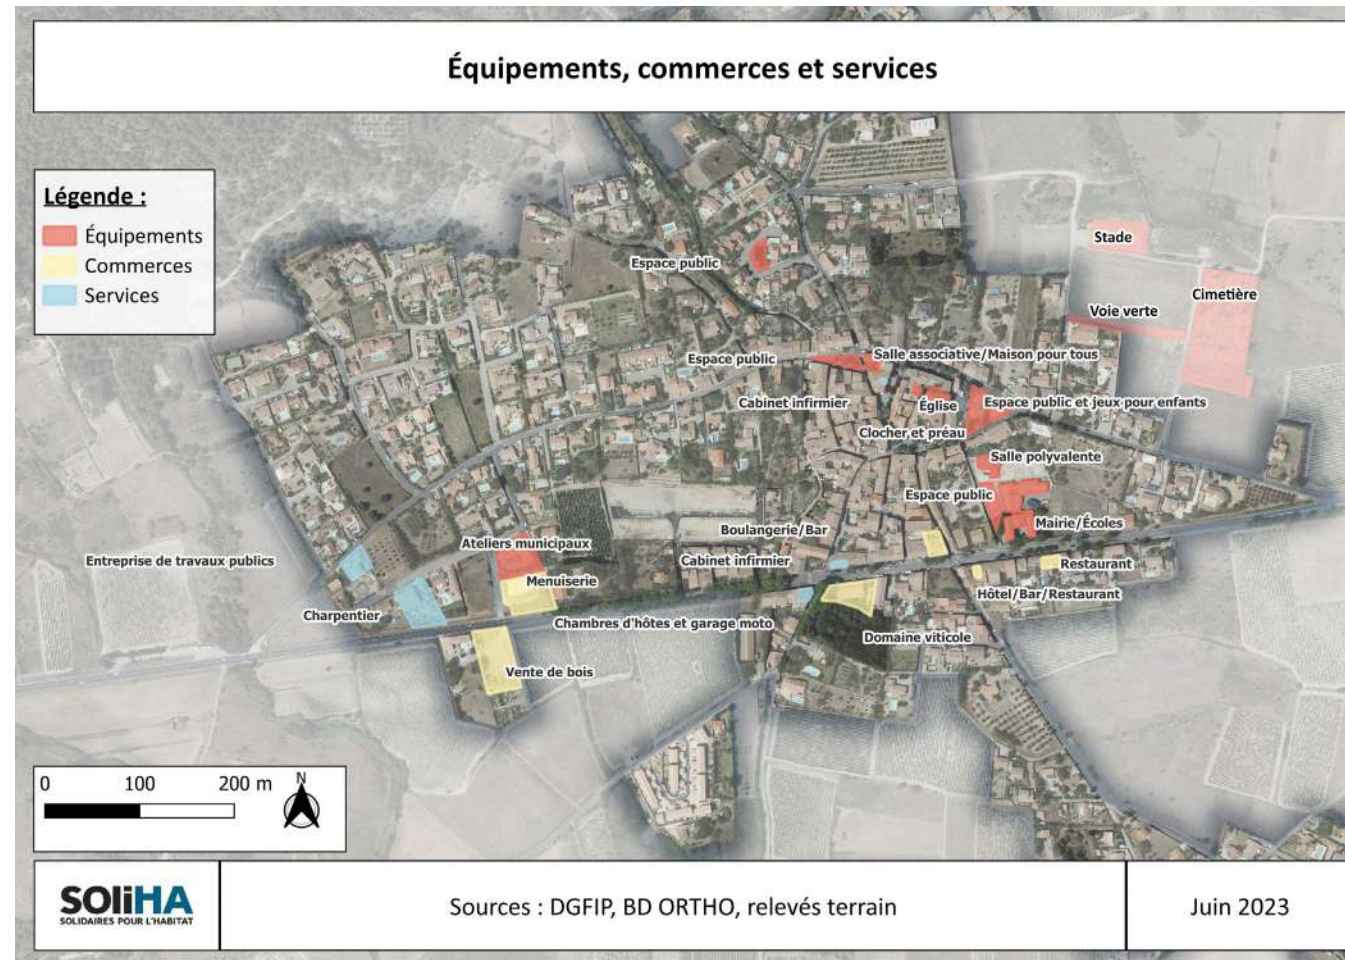 Équipements, commerces et services
Légende :
Équipements
Commerces
Services
Stade
Espace public
Cimetière
Voie verte
Espace public
Salle associative/Maison pour tous
Cabinet infirmier
Église
Espace public et jeux pour enfants
Clocher et préau
Salle polyvalente
Espace public
Mairie/Écoles
Boulangerie/Bar
Ateliers municipaux
Entreprise de travaux publics
Cabinet infirmier
Restaurant
Menuiserie
Hôtel/Bar/Restaurant
Charpentier
Chambres d'hôtes et garage moto
Domaine viticole
Vente de bois
0 100 200 m
N
SOliHA
SOLIDAIRES POUR L'HABITAT
Sources : DGFIP, BD ORTHO, relevés terrain
Juin 2023